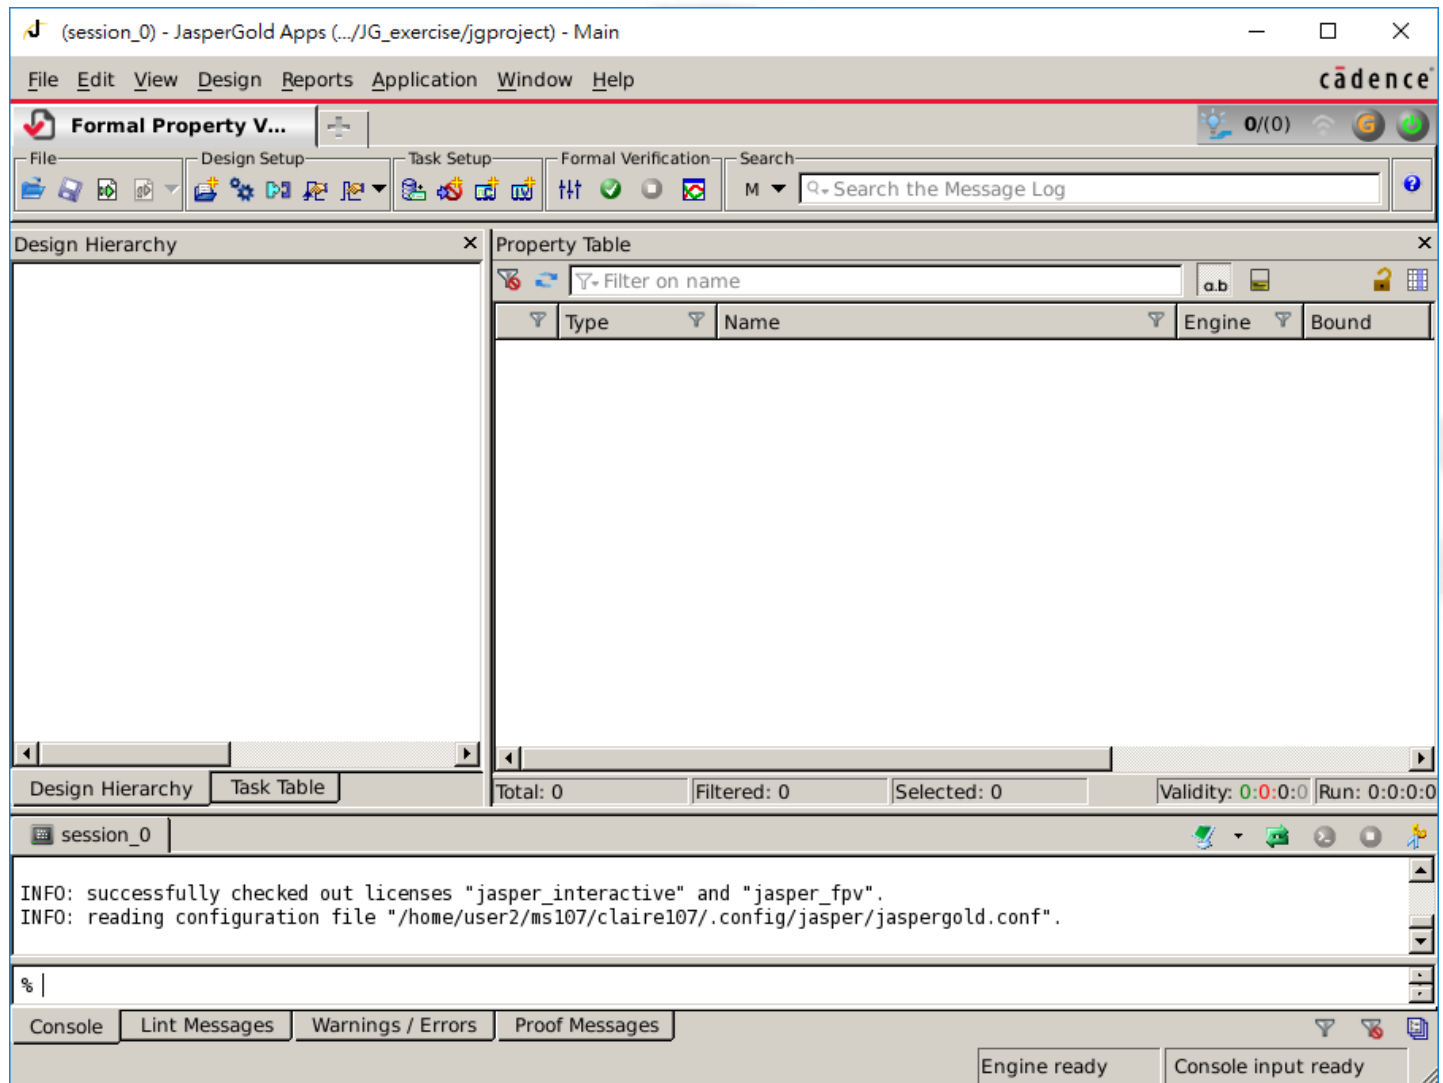 (session_0) - JasperGold Apps (.../JG_exercise/jgproject) - Main
File Edit View Design Reports Application Window Help
cādence
Formal Property V...
0/(0)
G
File Design Setup Task Setup Formal Verification Search
M Search the Message Log
Design Hierarchy
Property Table
Filter on name
a.b
Type Name Engine Bound
Design Hierarchy Task Table
Total: 0 Filtered: 0 Selected: 0 Validity: 0:0:0:0 Run: 0:0:0:0
session_0
INFO: successfully checked out licenses "jasper_interactive" and "jasper_fpv".
INFO: reading configuration file "/home/user2/ms107/claire107/.config/jasper/jaspergold.conf".
%
Console Lint Messages Warnings / Errors Proof Messages
Engine ready Console input ready